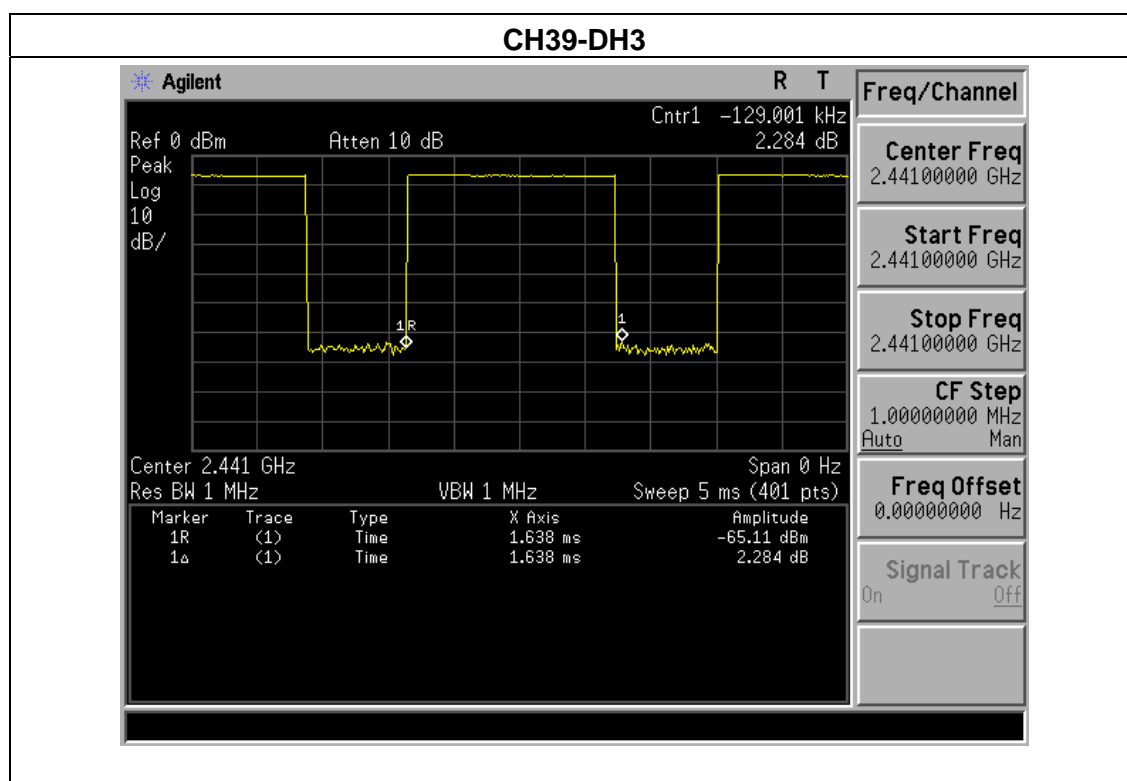 CH39-DH3
Agilent R T
Cntr1 -129.001 kHz
Ref 0 dBm Atten 10 dB 2.284 dB
Peak
Log
10
dB/
1R
1
Center 2.441 GHz Span 0 Hz
Res BW 1 MHz VBW 1 MHz Sweep 5 ms (401 pts)
Marker Trace Type X Axis Amplitude
1R (1) Time 1.638 ms -65.11 dBm
1△ (1) Time 1.638 ms 2.284 dB
Freq/Channel
Center Freq
2.44100000 GHz
Start Freq
2.44100000 GHz
Stop Freq
2.44100000 GHz
CF Step
1.00000000 MHz
Auto Man
Freq Offset
0.00000000 Hz
Signal Track
On Off